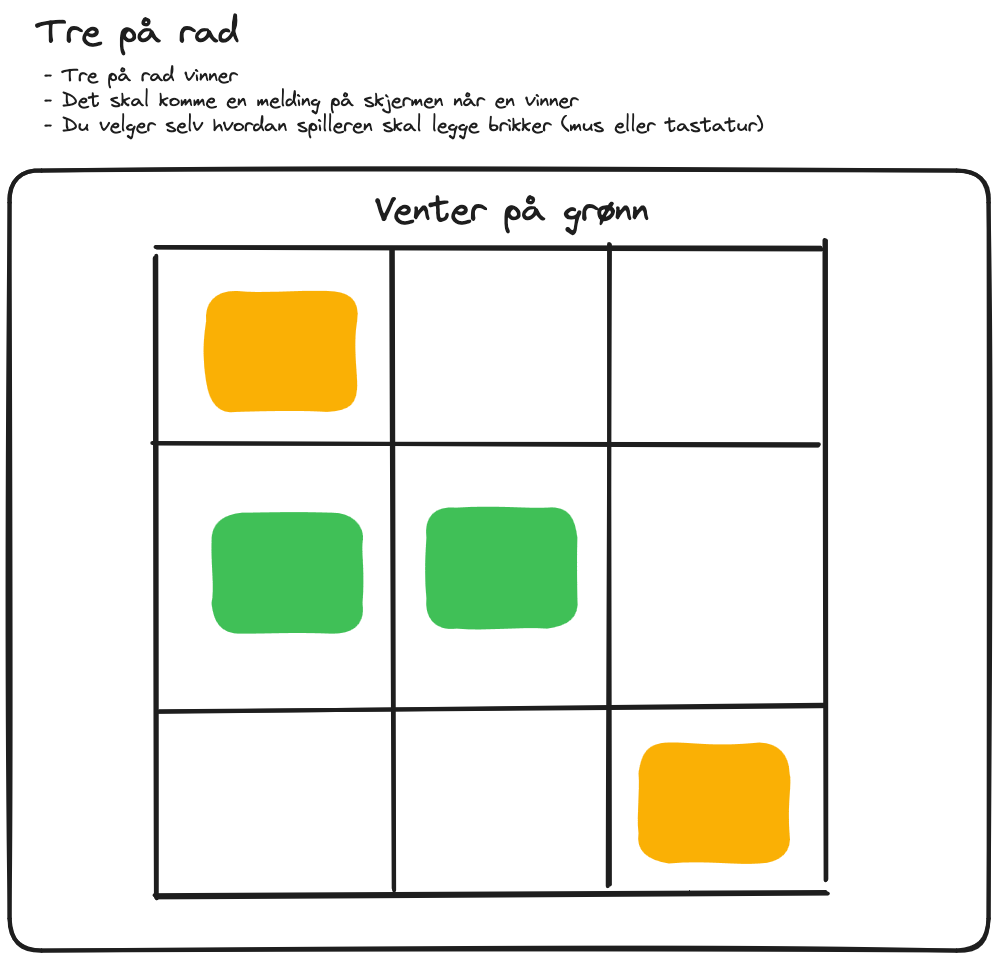 Tre på rad
- Tre på rad vinner
- Det skal komme en melding på skjermen når en vinner
- Du velger selv hvordan spilleren skal legge brikker (mus eller tastatur)
Venter på grønn